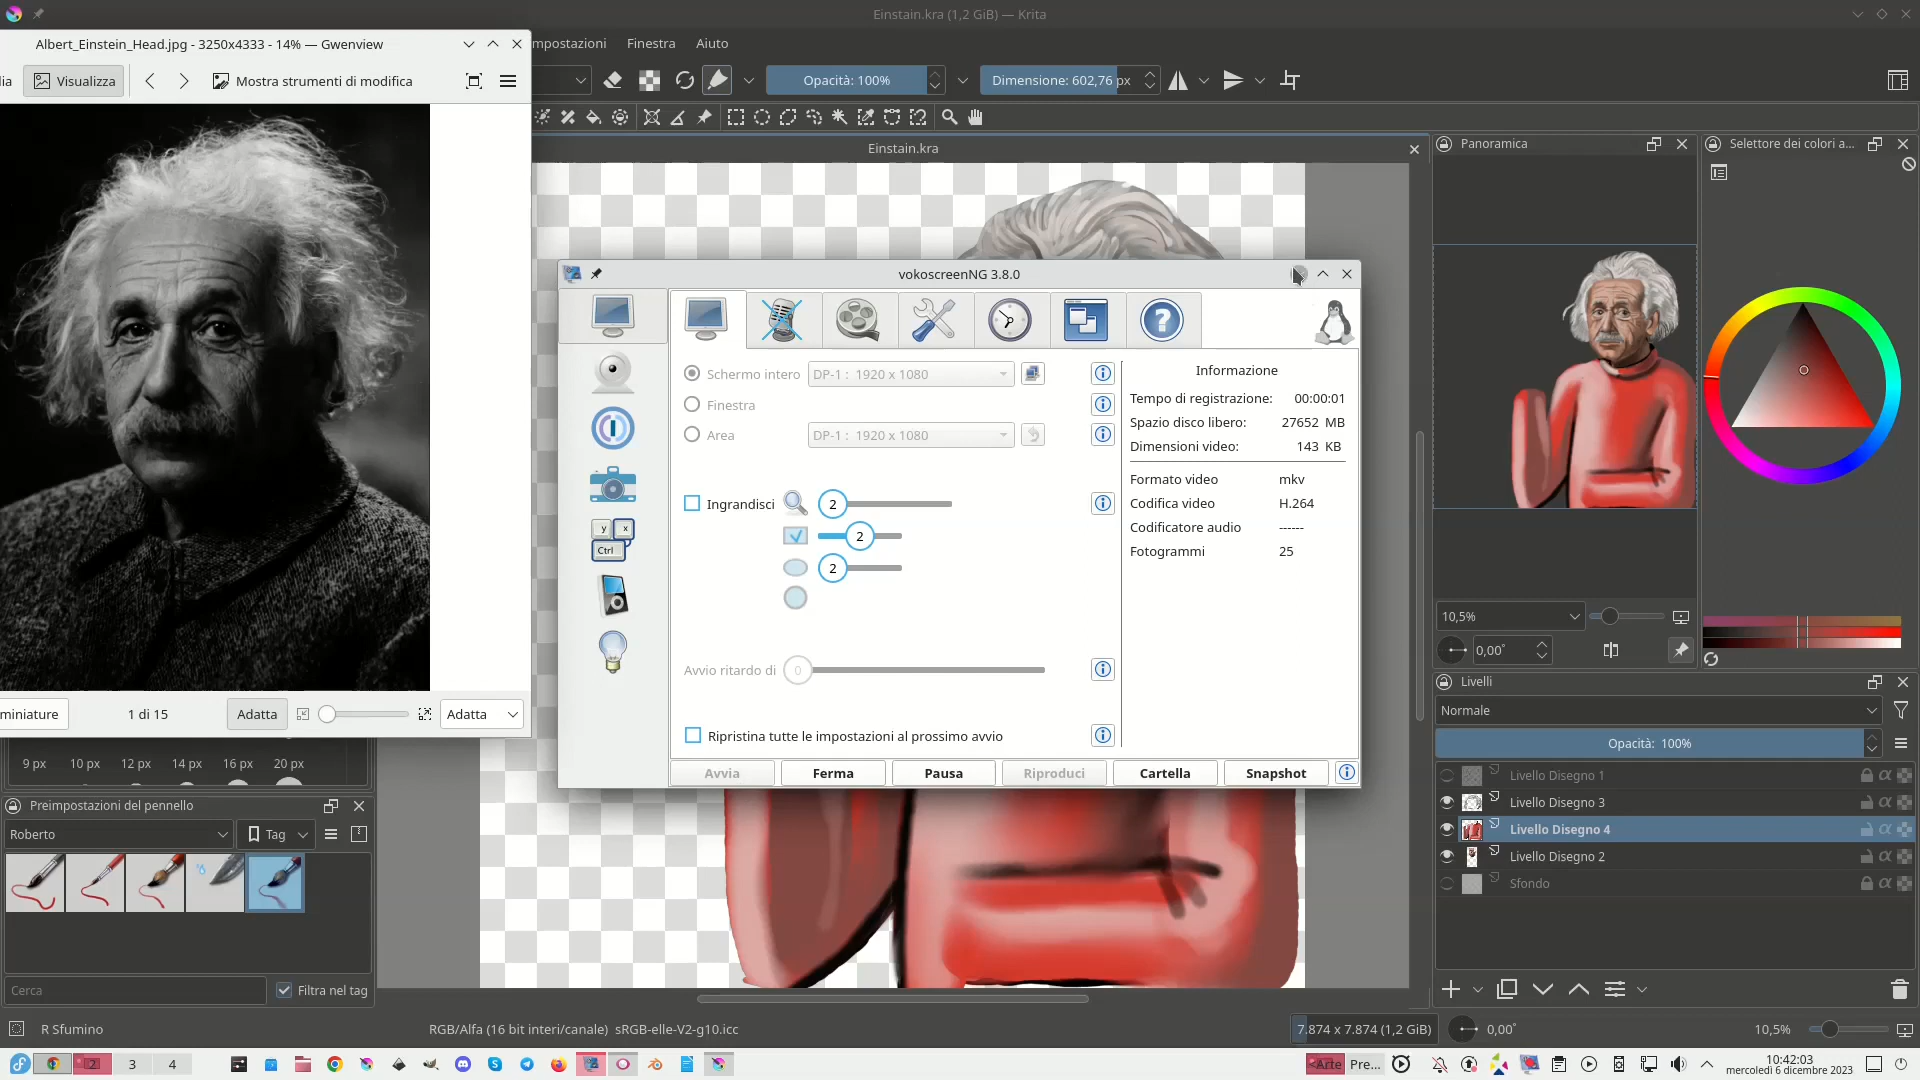 Einstain.kra (1,2 GiB) — Krita
Albert_Einstein_Head.jpg - 3250x4333 - 14% — Gwenview
mpostazioni
Finestra
Aiuto
ia
Visualizza
Mostra strumenti di modifica
Opacità: 100%
Dimensione: 602,76 px
Einstain.kra
Panoramica
Selettore dei colori a...
vokoscreenNG 3.8.0
Schermo intero
DP-1 : 1920 x 1080
Finestra
Area
DP-1 : 1920 x 1080
Ingrandisci
2
2
2
Avvio ritardo di
0
Ripristina tutte le impostazioni al prossimo avvio
Informazione
Tempo di registrazione: 00:00:01
Spazio disco libero: 27652 MB
Dimensioni video: 143 KB
Formato video mkv
Codifica video H.264
Codificatore audio ------
Fotogrammi 25
Avvia
Ferma
Pausa
Riproduci
Cartella
Snapshot
y x
Ctrl
10,5%
0,00°
miniature
1 di 15
Adatta
Adatta
9 px
10 px
12 px
14 px
16 px
20 px
Preimpostazioni del pennello
Roberto
Tag
Cerca
Filtra nel tag
Livelli
Normale
Opacità: 100%
Livello Disegno 1
Livello Disegno 3
Livello Disegno 4
Livello Disegno 2
Sfondo
R Sfumino
RGB/Alfa (16 bit interi/canale) sRGB-elle-V2-g10.icc
7.874 x 7.874 (1,2 GiB)
0,00°
10,5%
2
3
4
Arte
Pre...
10:42:03
mercoledì 6 dicembre 2023